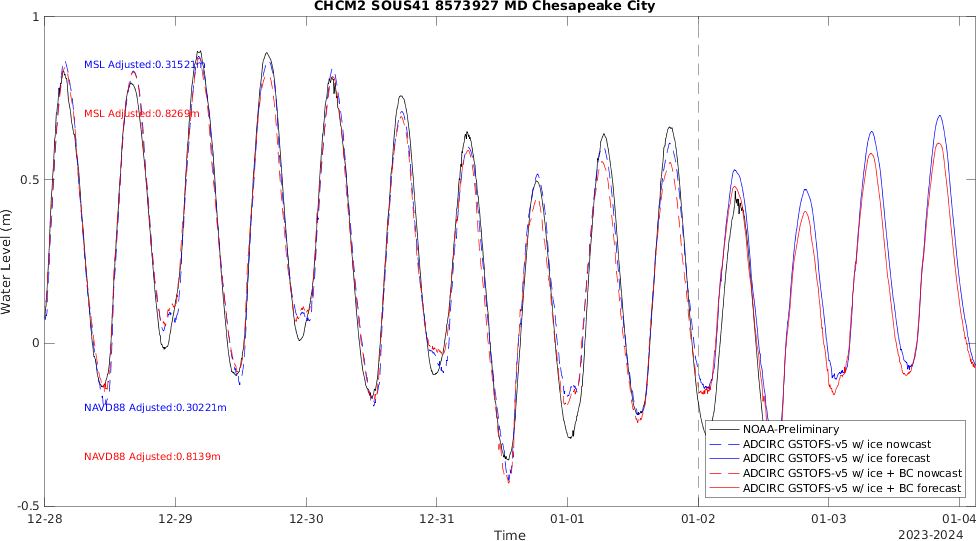 CHCM2 SOUS41 8573927 MD Chesapeake City
1
0.5
0
-0.5
Water Level (m)
MSL Adjusted:0.31521m
MSL Adjusted:0.8269m
NAVD88 Adjusted:0.30221m
NAVD88 Adjusted:0.8139m
NOAA-Preliminary
ADCIRC GSTOFS-v5 w/ ice nowcast
ADCIRC GSTOFS-v5 w/ ice forecast
ADCIRC GSTOFS-v5 w/ ice + BC nowcast
ADCIRC GSTOFS-v5 w/ ice + BC forecast
12-28 12-29 12-30 12-31 01-01 01-02 01-03 01-04
Time
2023-2024